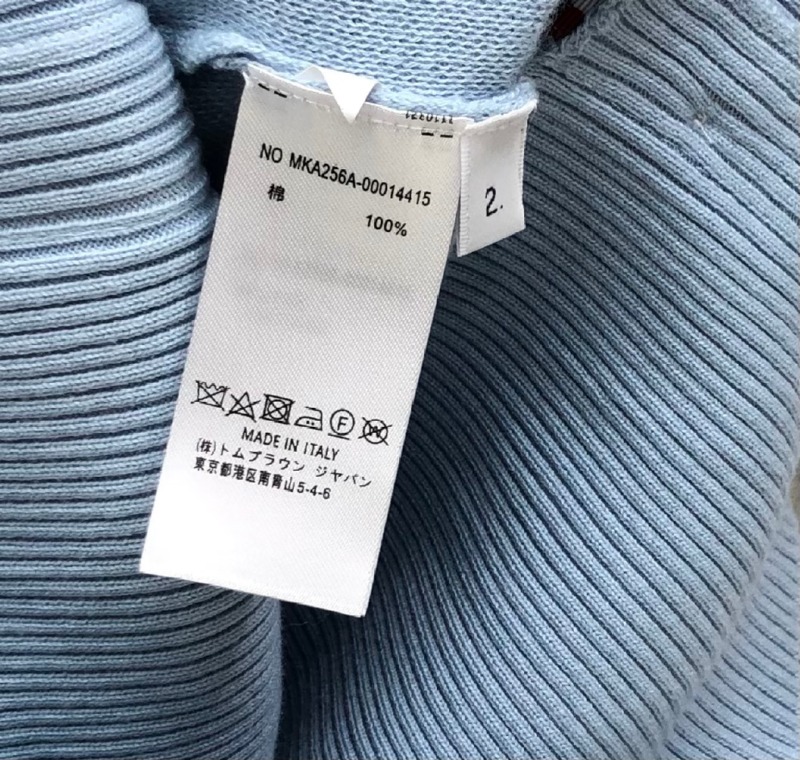 NO MKA256A-00014415
棉
100%
2.
F
W
MADE IN ITALY
(株)トムブラウン ジャパン
東京都港区南青山5-4-6